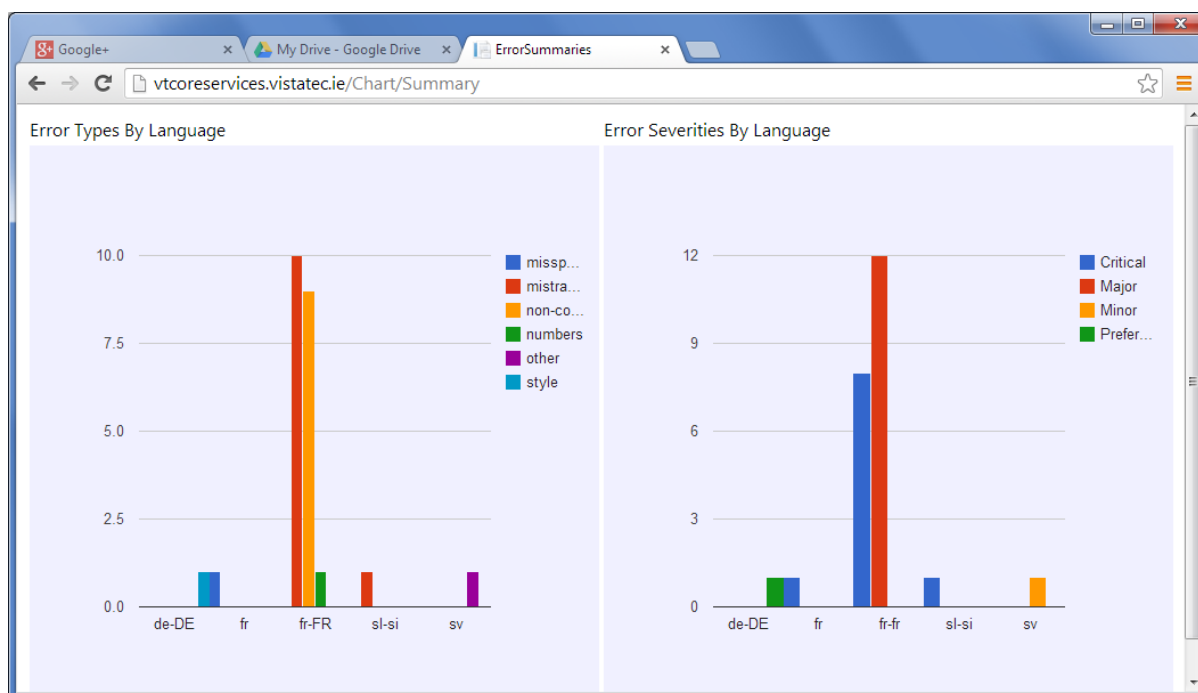 Google+
My Drive - Google Drive
ErrorSummaries
vtcoreservices.vistatec.ie/Chart/Summary
Error Types By Language
10.0
7.5
5.0
2.5
0.0
de-DE fr fr-FR sl-si sv
missp...
mistra...
non-co...
numbers
other
style
Error Severities By Language
12
9
6
3
0
de-DE fr fr-fr sl-si sv
Critical
Major
Minor
Prefer...